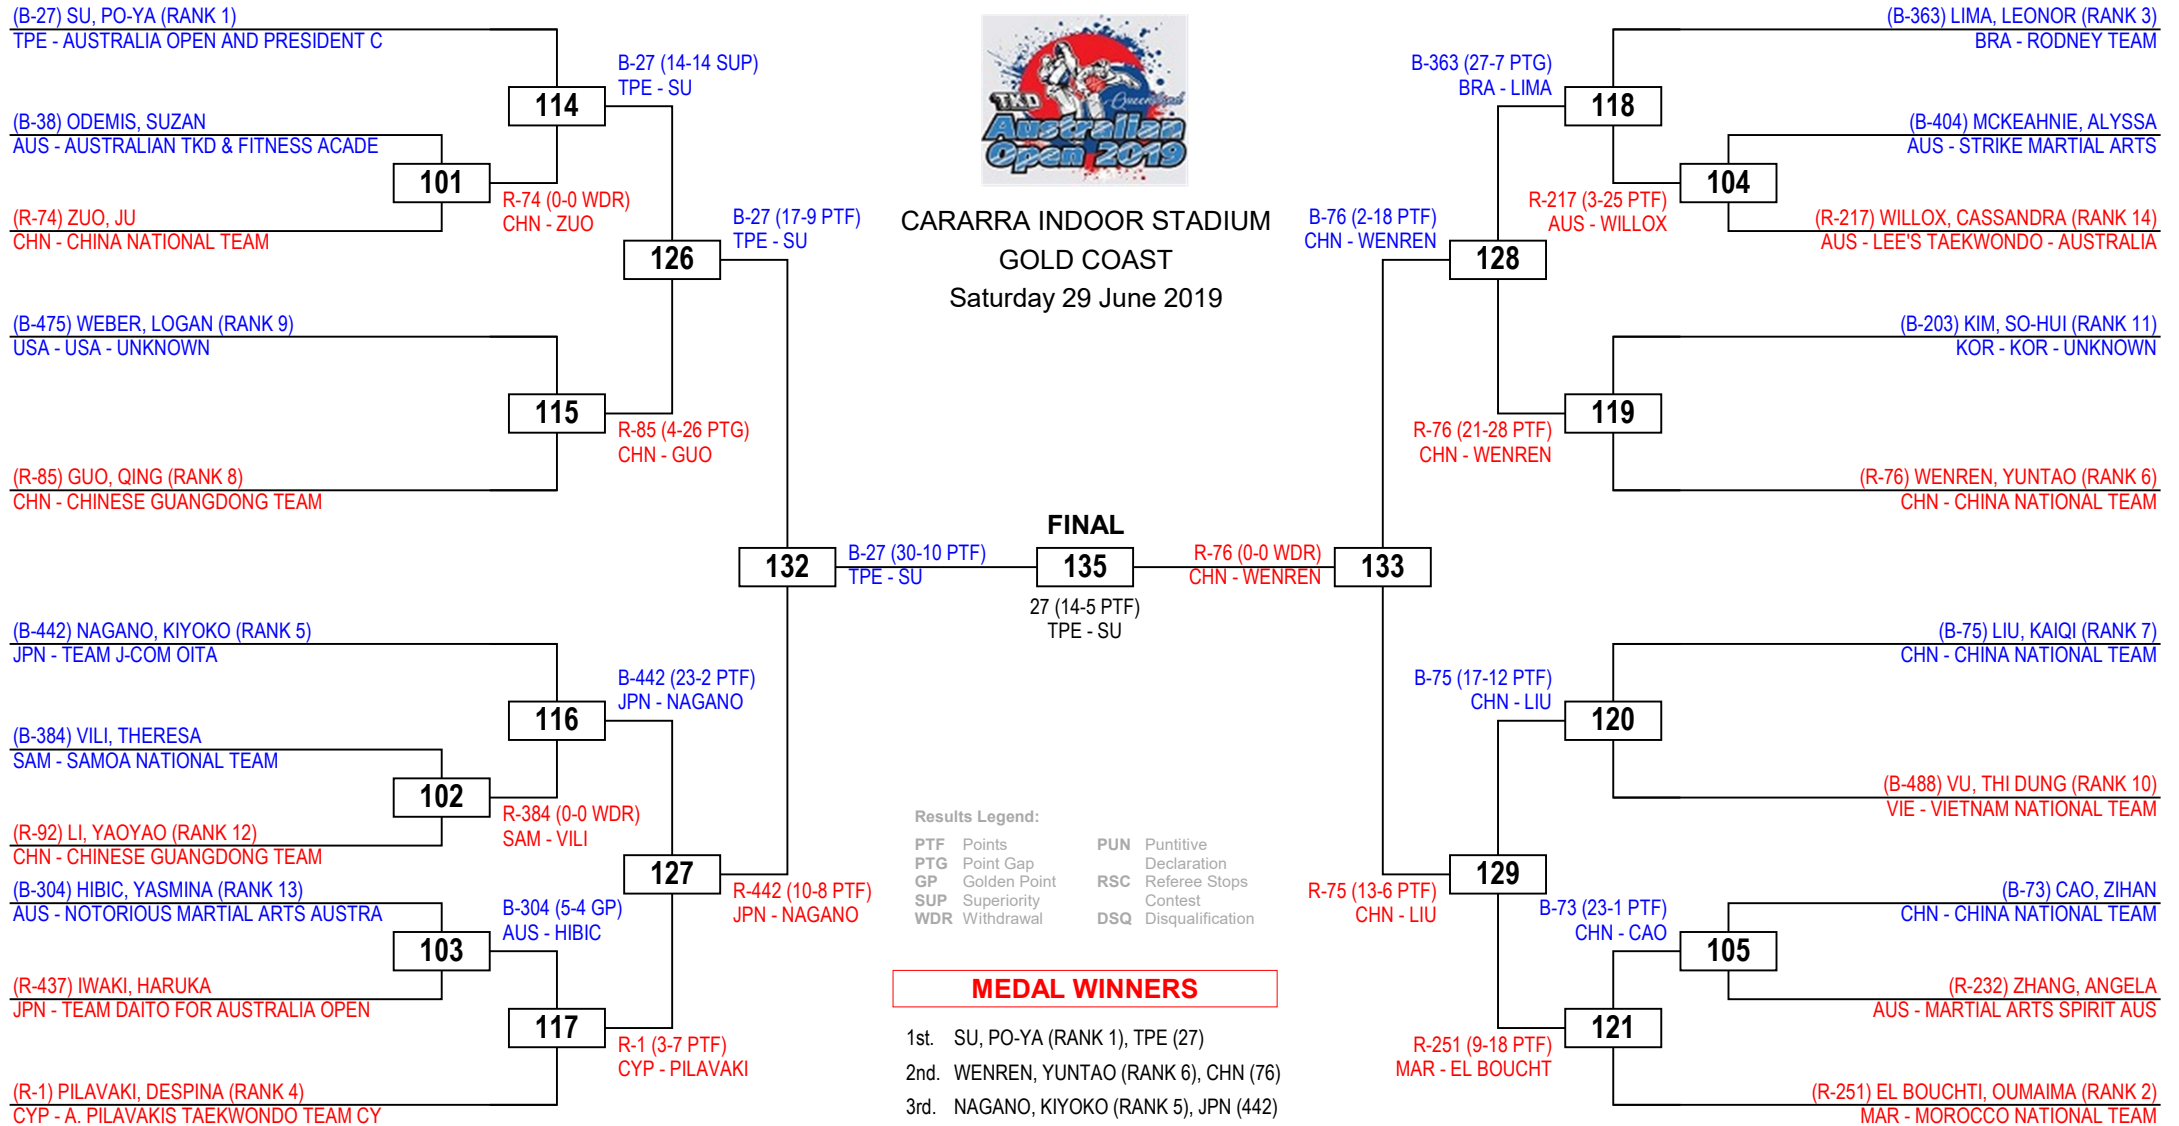 (B-27) SU, PO-YA (RANK 1)
TPE - AUSTRALIA OPEN AND PRESIDENT C
(B-38) ODEMIS, SUZAN
AUS - AUSTRALIAN TKD & FITNESS ACADE
(R-74) ZUO, JU
CHN - CHINA NATIONAL TEAM
(B-475) WEBER, LOGAN (RANK 9)
USA - USA - UNKNOWN
(R-85) GUO, QING (RANK 8)
CHN - CHINESE GUANGDONG TEAM
(B-442) NAGANO, KIYOKO (RANK 5)
JPN - TEAM J-COM OITA
(B-384) VILI, THERESA
SAM - SAMOA NATIONAL TEAM
(R-92) LI, YAOYAO (RANK 12)
CHN - CHINESE GUANGDONG TEAM
(B-304) HIBIC, YASMINA (RANK 13)
AUS - NOTORIOUS MARTIAL ARTS AUSTRA
(R-437) IWAKI, HARUKA
JPN - TEAM DAITO FOR AUSTRALIA OPEN
(R-1) PILAVAKI, DESPINA (RANK 4)
CYP - A. PILAVAKIS TAEKWONDO TEAM CY
101
R-74 (0-0 WDR)
CHN - ZUO
102
R-384 (0-0 WDR)
SAM - VILI
103
B-304 (5-4 GP)
AUS - HIBIC
114
B-27 (14-14 SUP)
TPE - SU
115
R-85 (4-26 PTG)
CHN - GUO
116
B-442 (23-2 PTF)
JPN - NAGANO
117
R-1 (3-7 PTF)
CYP - PILAVAKI
126
B-27 (17-9 PTF)
TPE - SU
127
R-442 (10-8 PTF)
JPN - NAGANO
132
B-27 (30-10 PTF)
TPE - SU
TKD
Queensland
Australian
Open 2019
CARARRA INDOOR STADIUM
GOLD COAST
Saturday 29 June 2019
FINAL
135
27 (14-5 PTF)
TPE - SU
Results Legend:
PTF Points
PTG Point Gap
GP Golden Point
SUP Superiority
WDR Withdrawal
PUN Puntitive
Declaration
RSC Referee Stops
Contest
DSQ Disqualification
MEDAL WINNERS
1st. SU, PO-YA (RANK 1), TPE (27)
2nd. WENREN, YUNTAO (RANK 6), CHN (76)
3rd. NAGANO, KIYOKO (RANK 5), JPN (442)
R-76 (0-0 WDR)
CHN - WENREN
133
B-76 (2-18 PTF)
CHN - WENREN
128
R-75 (13-6 PTF)
CHN - LIU
129
B-363 (27-7 PTG)
BRA - LIMA
118
R-76 (21-28 PTF)
CHN - WENREN
119
B-75 (17-12 PTF)
CHN - LIU
120
R-251 (9-18 PTF)
MAR - EL BOUCHT
121
R-217 (3-25 PTF)
AUS - WILLOX
104
B-73 (23-1 PTF)
CHN - CAO
105
(B-363) LIMA, LEONOR (RANK 3)
BRA - RODNEY TEAM
(B-404) MCKEAHNIE, ALYSSA
AUS - STRIKE MARTIAL ARTS
(R-217) WILLOX, CASSANDRA (RANK 14)
AUS - LEE'S TAEKWONDO - AUSTRALIA
(B-203) KIM, SO-HUI (RANK 11)
KOR - KOR - UNKNOWN
(R-76) WENREN, YUNTAO (RANK 6)
CHN - CHINA NATIONAL TEAM
(B-75) LIU, KAIQI (RANK 7)
CHN - CHINA NATIONAL TEAM
(B-488) VU, THI DUNG (RANK 10)
VIE - VIETNAM NATIONAL TEAM
(B-73) CAO, ZIHAN
CHN - CHINA NATIONAL TEAM
(R-232) ZHANG, ANGELA
AUS - MARTIAL ARTS SPIRIT AUS
(R-251) EL BOUCHTI, OUMAIMA (RANK 2)
MAR - MOROCCO NATIONAL TEAM